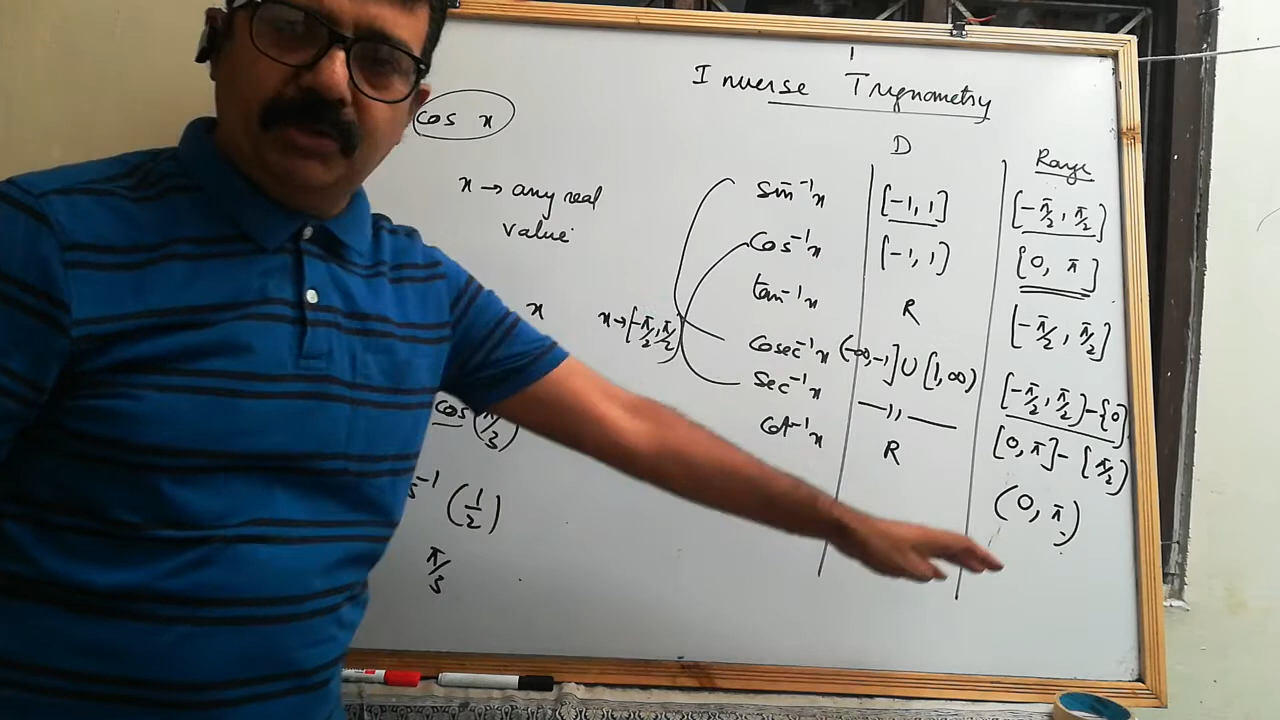 I
Inverse Trignometry
cos x
D
Range
x → any real
value
sin⁻¹x [-1, 1] [-π/2, π/2]
cos⁻¹x [-1, 1] [0, π]
tan⁻¹x R [-π/2, π/2]
x
x → [-π/2, π/2]
cosec⁻¹x (-∞, -1] ∪ [1, ∞) [-π/2, π/2) - {0}
sec⁻¹x —,,— [0, π] - {π/2)
cot⁻¹x R (0, π)
cos (π/3)
s⁻¹ (1/2)
π/3